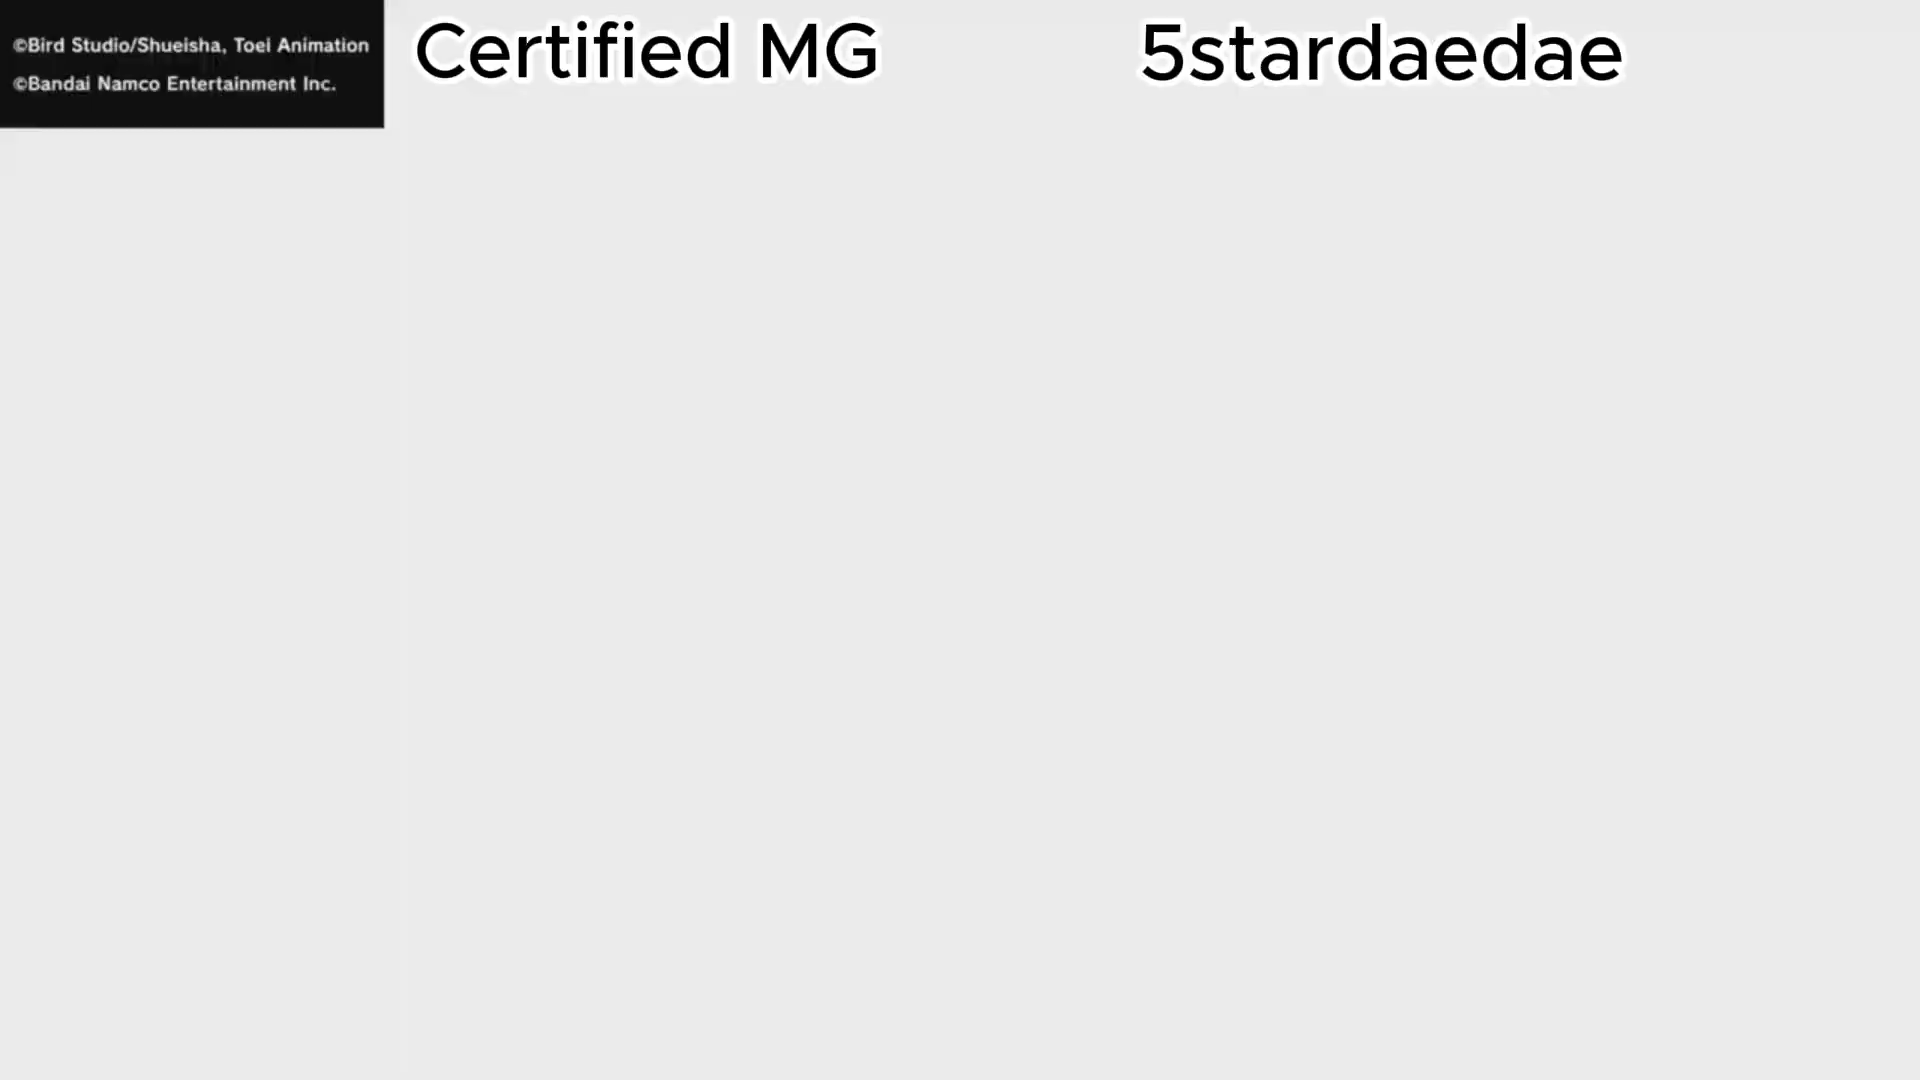 ©Bird Studio/Shueisha, Toei Animation
©Bandai Namco Entertainment Inc.
Certified MG
5stardaedae